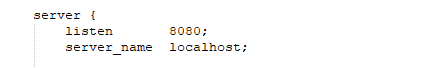 server {
    listen       8080;
    server_name  localhost;